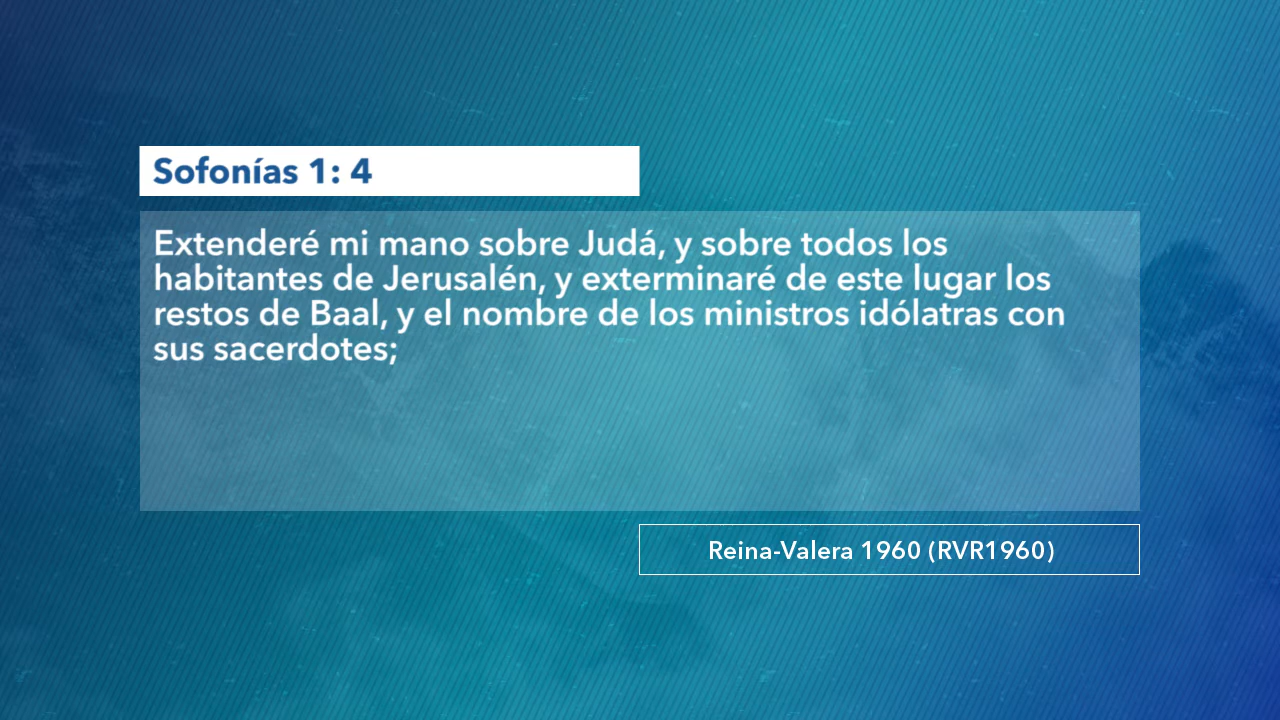 Sofonías 1: 4
Extenderé mi mano sobre Judá, y sobre todos los
habitantes de Jerusalén, y exterminaré de este lugar los
restos de Baal, y el nombre de los ministros idólatras con
sus sacerdotes;
Reina-Valera 1960 (RVR1960)